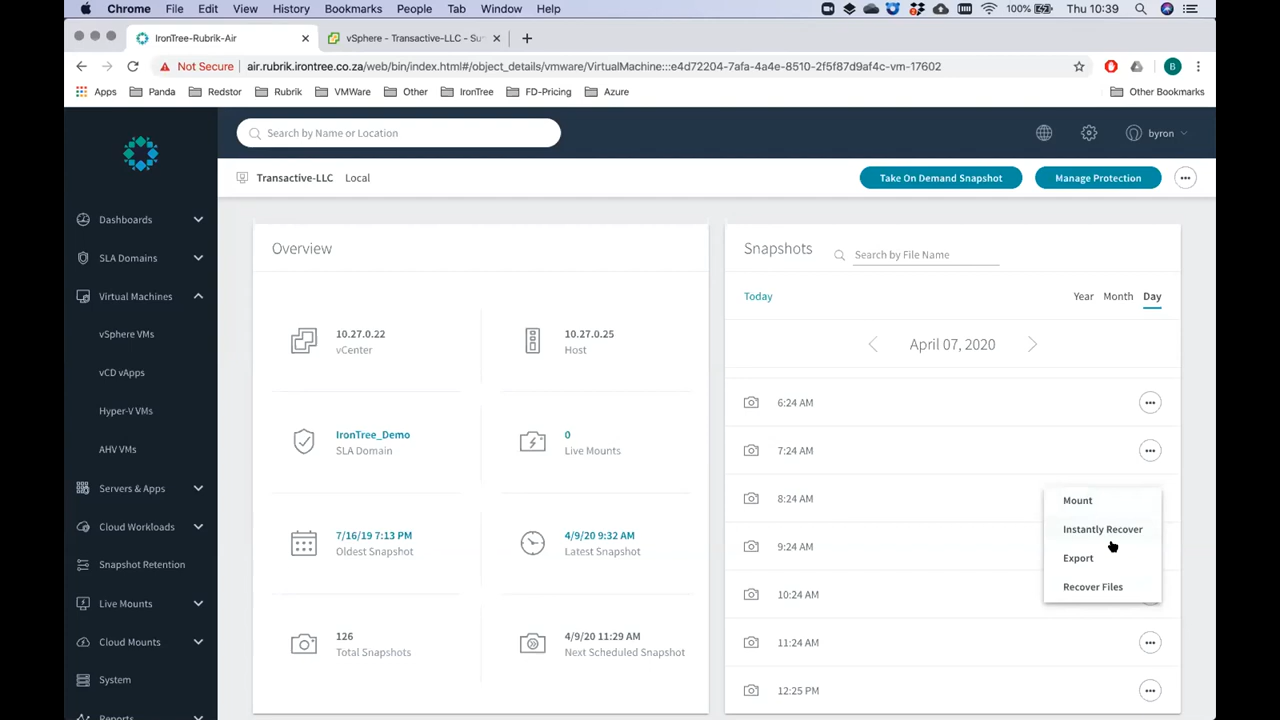 Chrome File Edit View History Bookmarks People Tab Window Help 100% Thu 10:39
IronTree-Rubrik-Air vSphere - Transactive-LLC - Su
Not Secure air.rubrik.irontree.co.za/web/bin/index.html#/object_details/vmware/VirtualMachine:::e4d72204-7afa-4a4e-8510-2f5f87d9af4c-vm-17602 B
Apps Panda Redstor Rubrik VMWare Other IronTree FD-Pricing Azure Other Bookmarks
Search by Name or Location byron
Transactive-LLC Local Take On Demand Snapshot Manage Protection
Dashboards
SLA Domains
Virtual Machines
vSphere VMs
vCD vApps
Hyper-V VMs
AHV VMs
Servers & Apps
Cloud Workloads
Snapshot Retention
Live Mounts
Cloud Mounts
System
Reports
Overview
10.27.0.22
vCenter
10.27.0.25
Host
IronTree_Demo
SLA Domain
0
Live Mounts
7/16/19 7:13 PM
Oldest Snapshot
4/9/20 9:32 AM
Latest Snapshot
126
Total Snapshots
4/9/20 11:29 AM
Next Scheduled Snapshot
Snapshots Search by File Name
Today Year Month Day
April 07, 2020
6:24 AM
7:24 AM
8:24 AM
9:24 AM
10:24 AM
11:24 AM
12:25 PM
Mount
Instantly Recover
Export
Recover Files